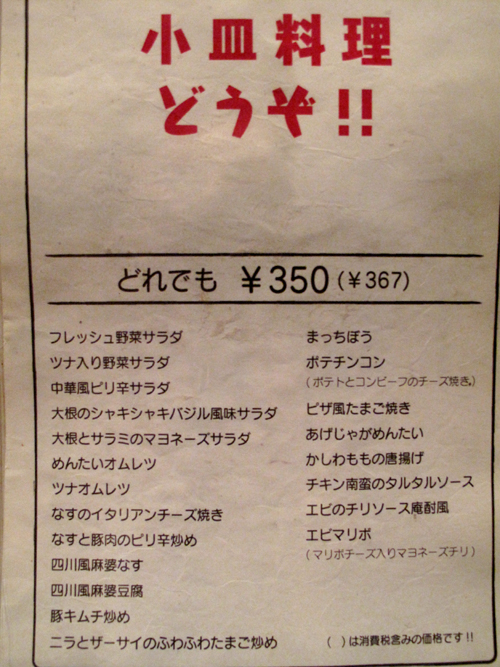 小皿料理
どうぞ!!
どれでも ¥350(¥367)
フレッシュ野菜サラダ
ツナ入り野菜サラダ
中華風ピリ辛サラダ
大根のシャキシャキバジル風味サラダ
大根とサラミのマヨネーズサラダ
めんたいオムレツ
ツナオムレツ
なすのイタリアンチーズ焼き
なすと豚肉のピリ辛炒め
四川風麻婆なす
四川風麻婆豆腐
豚キムチ炒め
ニラとザーサイのふわふわたまご炒め
まっちぼう
ポテチンコン
(ポテトとコンビーフのチーズ焼き。)
ピザ風たまご焼き
あげじゃがめんたい
かしわももの唐揚げ
チキン南蛮のタルタルソース
エビのチリソース庵酎風
エビマリポ
(マリポチーズ入りマヨネーズチリ)
( )は消費税含みの価格です!!